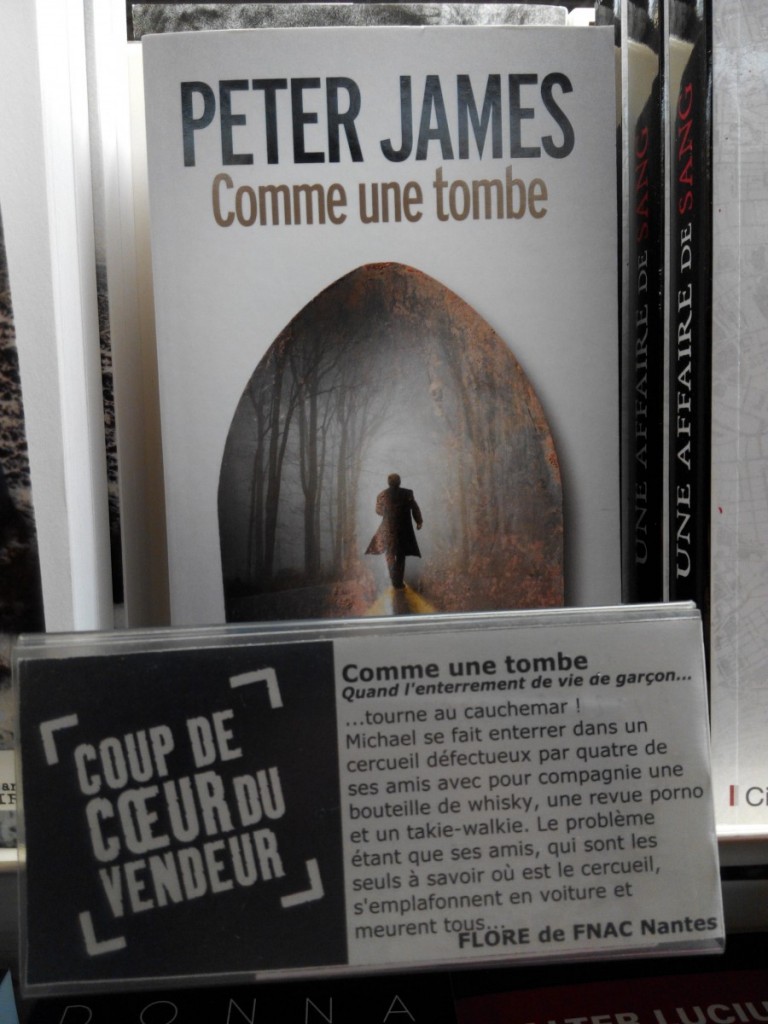 PETER JAMES
Comme une tombe
UNE AFFAIRE DE SANG
UNE AFFAIRE DE SANG
COUP DE
CŒUR DU
VENDEUR
Comme une tombe
Quand l'enterrement de vie de garçon...
...tourne au cauchemar !
Michael se fait enterrer dans un
cercueil défectueux par quatre de
ses amis avec pour compagnie une
bouteille de whisky, une revue porno
et un takie-walkie. Le problème
étant que ses amis, qui sont les
seuls à savoir où est le cercueil,
s'emplafonnent en voiture et
meurent tous...
FLORE de FNAC Nantes
DONNA